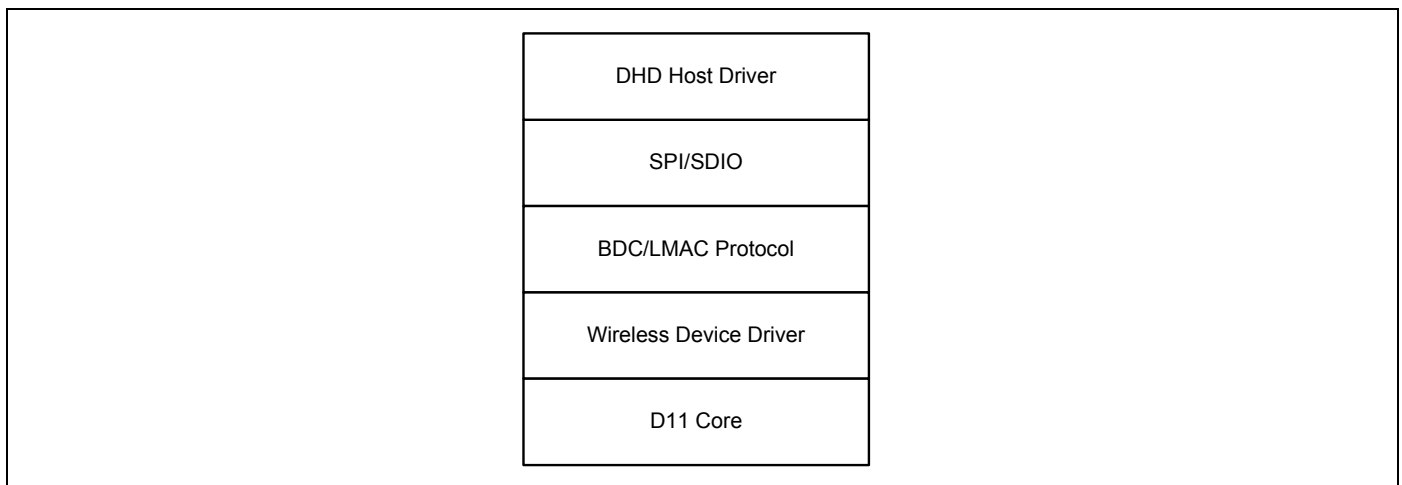 DHD Host Driver
SPI/SDIO
BDC/LMAC Protocol
Wireless Device Driver
D11 Core